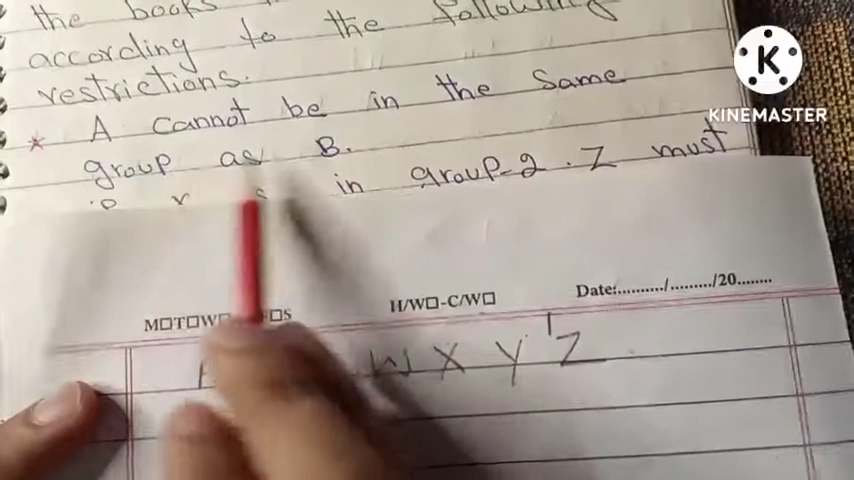 the books
according to the following
restrictions.
* A cannot be in the same
group as B.
in group-2. Z must
K
KINEMASTER
H/W□-C/W□
Date:........../........./20........
W X Y Z